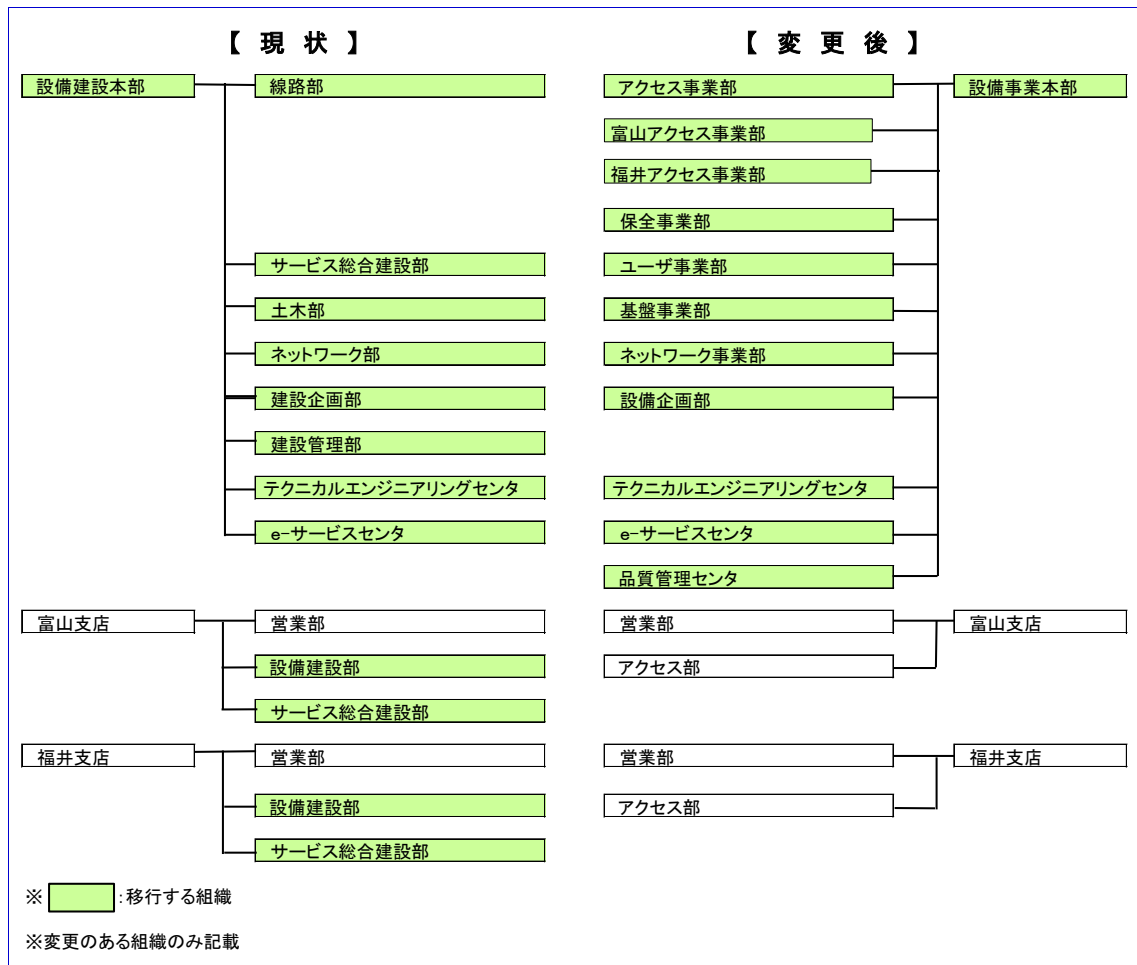 【 現 状 】
【 変 更 後 】
設備建設本部
線路部
アクセス事業部
設備事業本部
富山アクセス事業部
福井アクセス事業部
保全事業部
サービス総合建設部
ユーザ事業部
土木部
基盤事業部
ネットワーク部
ネットワーク事業部
建設企画部
設備企画部
建設管理部
テクニカルエンジニアリングセンタ
テクニカルエンジニアリングセンタ
e-サービスセンタ
e-サービスセンタ
品質管理センタ
富山支店
営業部
営業部
富山支店
設備建設部
アクセス部
サービス総合建設部
福井支店
営業部
営業部
福井支店
設備建設部
アクセス部
サービス総合建設部
※ :移行する組織
※変更のある組織のみ記載